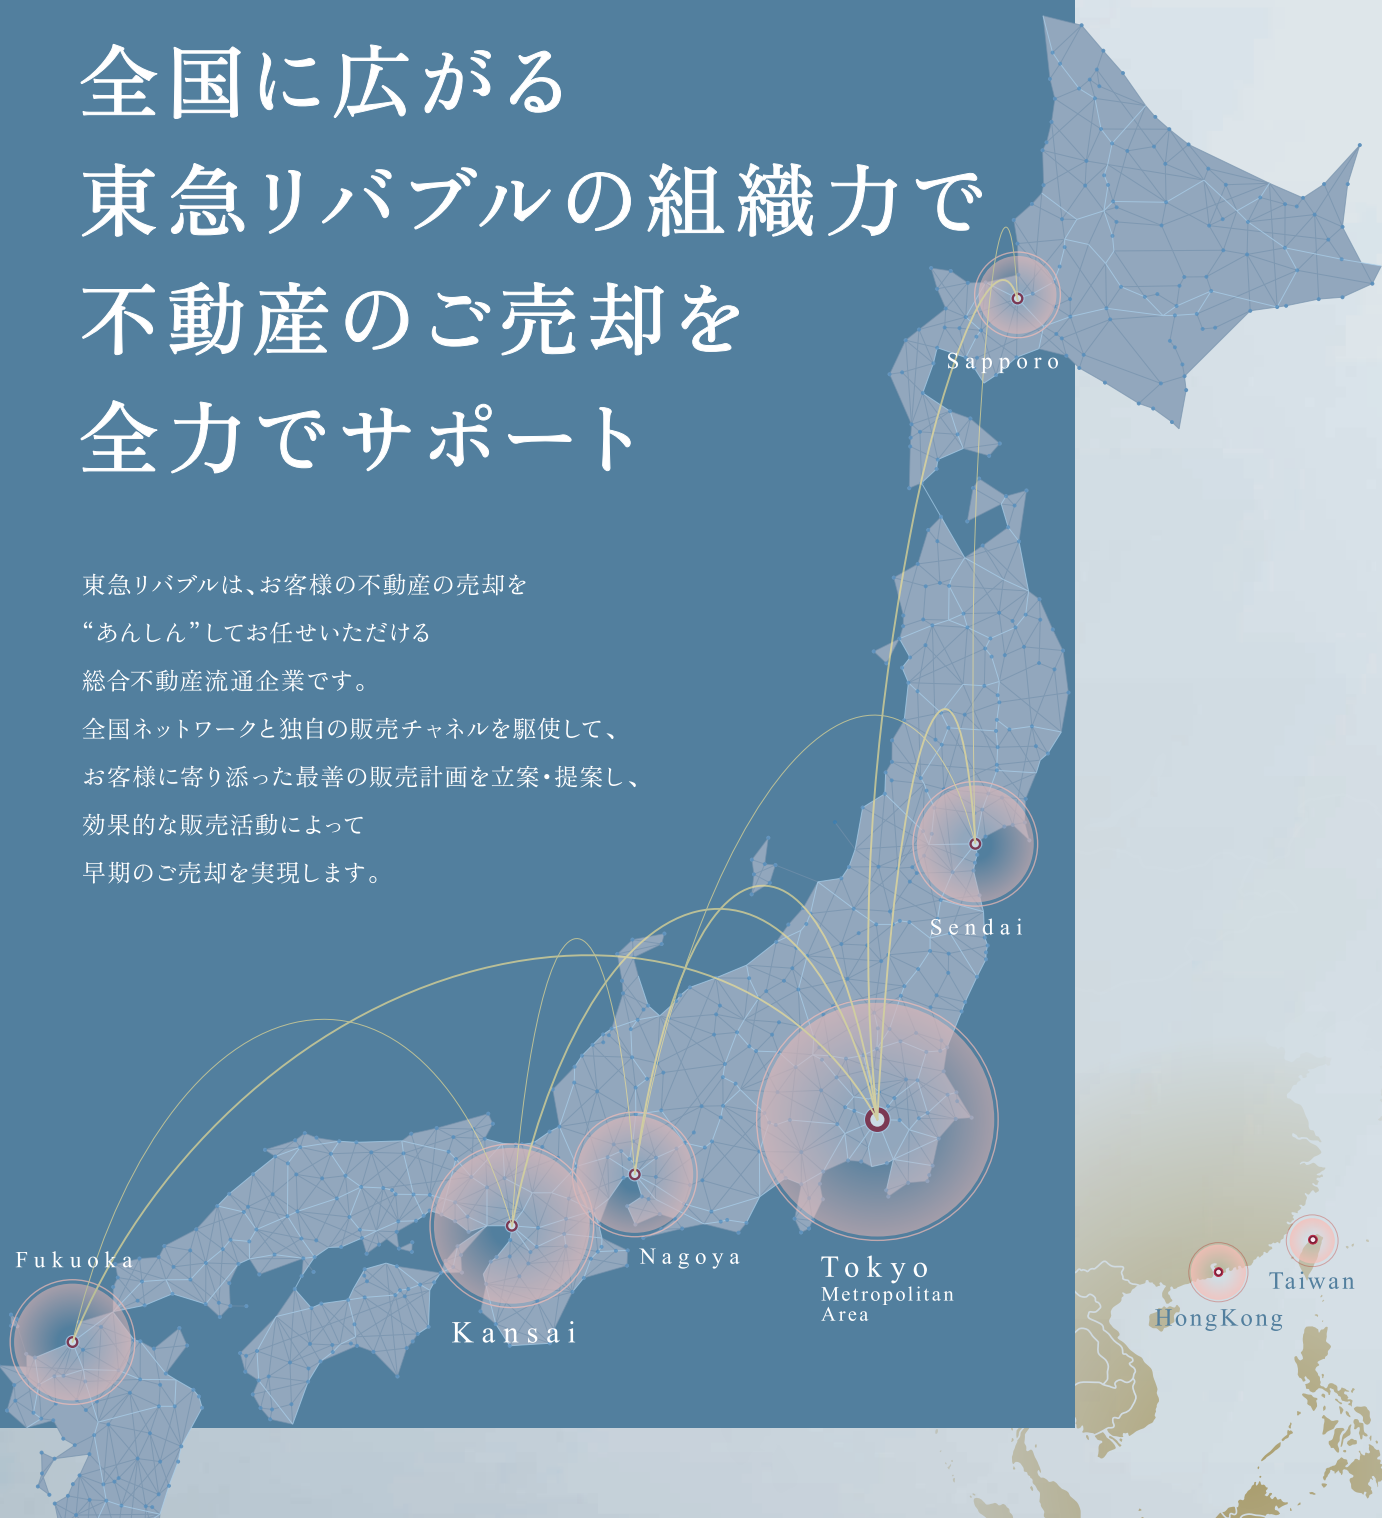 全国に広がる
東急リバブルの組織力で
不動産のご売却を
全力でサポート
東急リバブルは、お客様の不動産の売却を
“あんしん”してお任せいただける
総合不動産流通企業です。
全国ネットワークと独自の販売チャネルを駆使して、
お客様に寄り添った最善の販売計画を立案・提案し、
効果的な販売活動によって
早期のご売却を実現します。
Sapporo
Sendai
Tokyo
Metropolitan
Area
Nagoya
Kansai
Fukuoka
Taiwan
HongKong